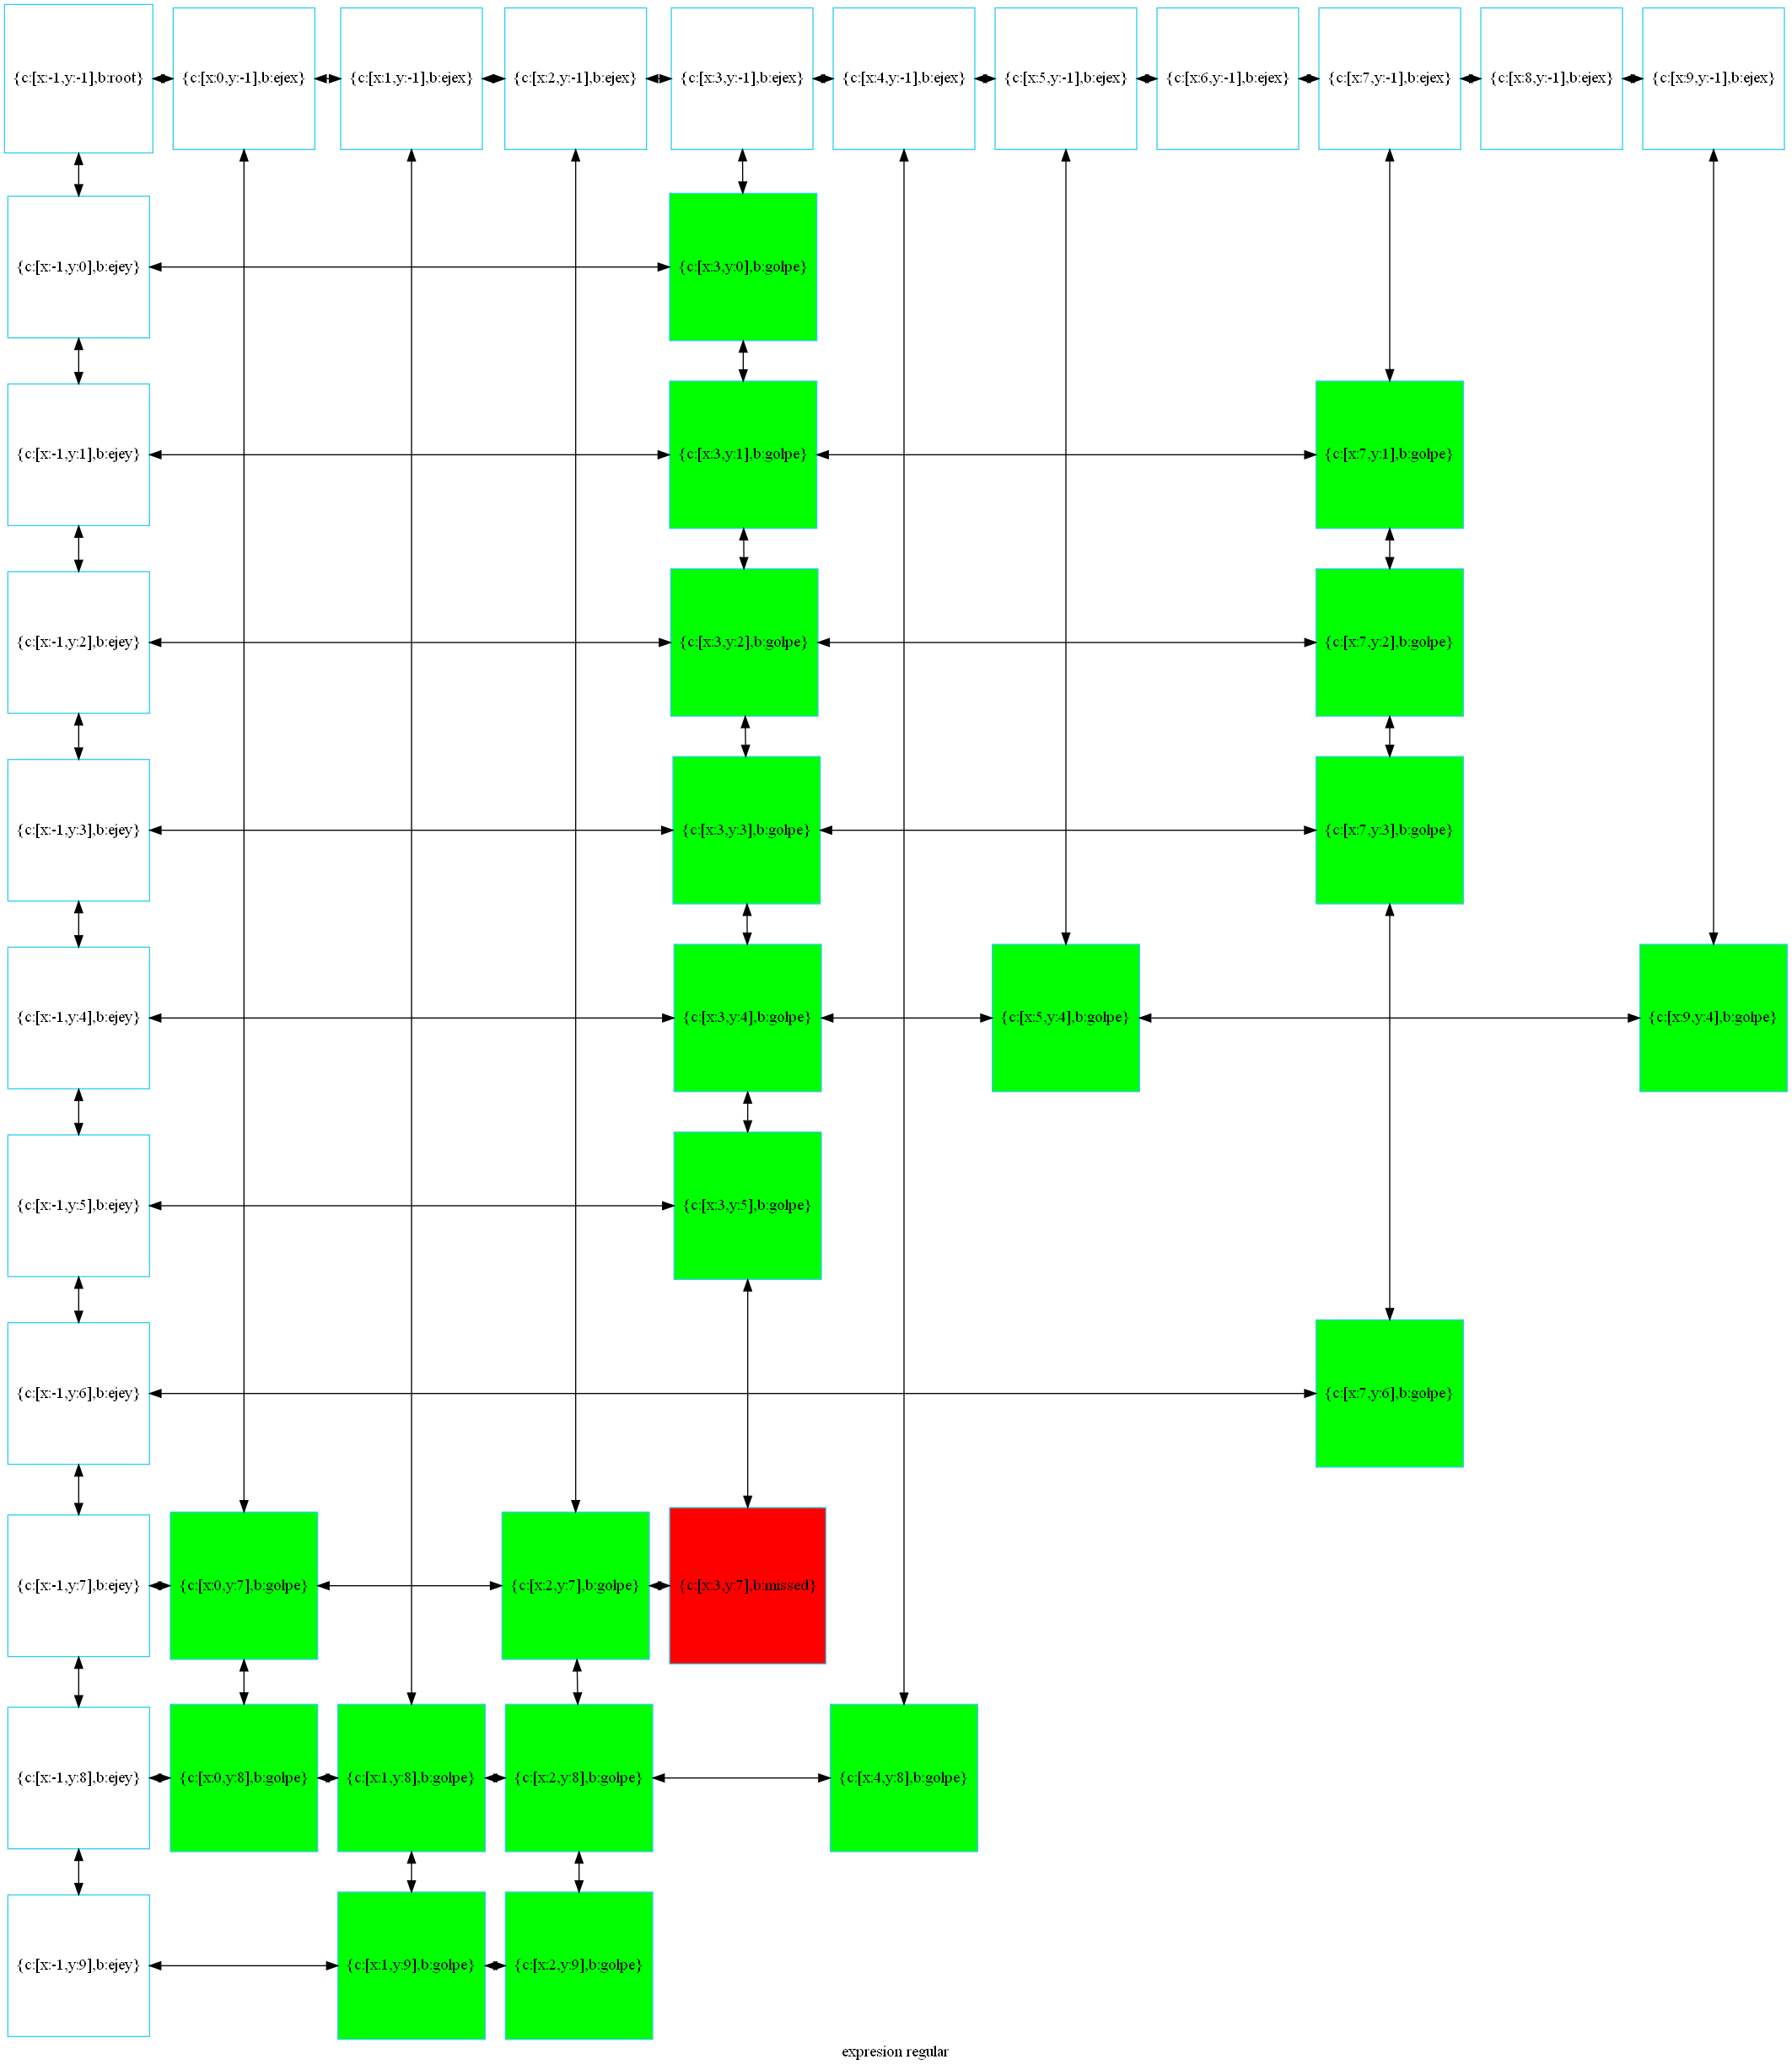 {c:[x:-1,y:-1],b:root} {c:[x:0,y:-1],b:ejex} {c:[x:1,y:-1],b:ejex} {c:[x:2,y:-1],b:ejex} {c:[x:3,y:-1],b:ejex} {c:[x:4,y:-1],b:ejex} {c:[x:5,y:-1],b:ejex} {c:[x:6,y:-1],b:ejex} {c:[x:7,y:-1],b:ejex} {c:[x:8,y:-1],b:ejex} {c:[x:9,y:-1],b:ejex}
{c:[x:-1,y:0],b:ejey} {c:[x:3,y:0],b:golpe}
{c:[x:-1,y:1],b:ejey} {c:[x:3,y:1],b:golpe} {c:[x:7,y:1],b:golpe}
{c:[x:-1,y:2],b:ejey} {c:[x:3,y:2],b:golpe} {c:[x:7,y:2],b:golpe}
{c:[x:-1,y:3],b:ejey} {c:[x:3,y:3],b:golpe} {c:[x:7,y:3],b:golpe}
{c:[x:-1,y:4],b:ejey} {c:[x:3,y:4],b:golpe} {c:[x:5,y:4],b:golpe} {c:[x:9,y:4],b:golpe}
{c:[x:-1,y:5],b:ejey} {c:[x:3,y:5],b:golpe}
{c:[x:-1,y:6],b:ejey} {c:[x:7,y:6],b:golpe}
{c:[x:-1,y:7],b:ejey} {c:[x:0,y:7],b:golpe} {c:[x:2,y:7],b:golpe} {c:[x:3,y:7],b:missed}
{c:[x:-1,y:8],b:ejey} {c:[x:0,y:8],b:golpe} {c:[x:1,y:8],b:golpe} {c:[x:2,y:8],b:golpe} {c:[x:4,y:8],b:golpe}
{c:[x:-1,y:9],b:ejey} {c:[x:1,y:9],b:golpe} {c:[x:2,y:9],b:golpe}
expresion regular